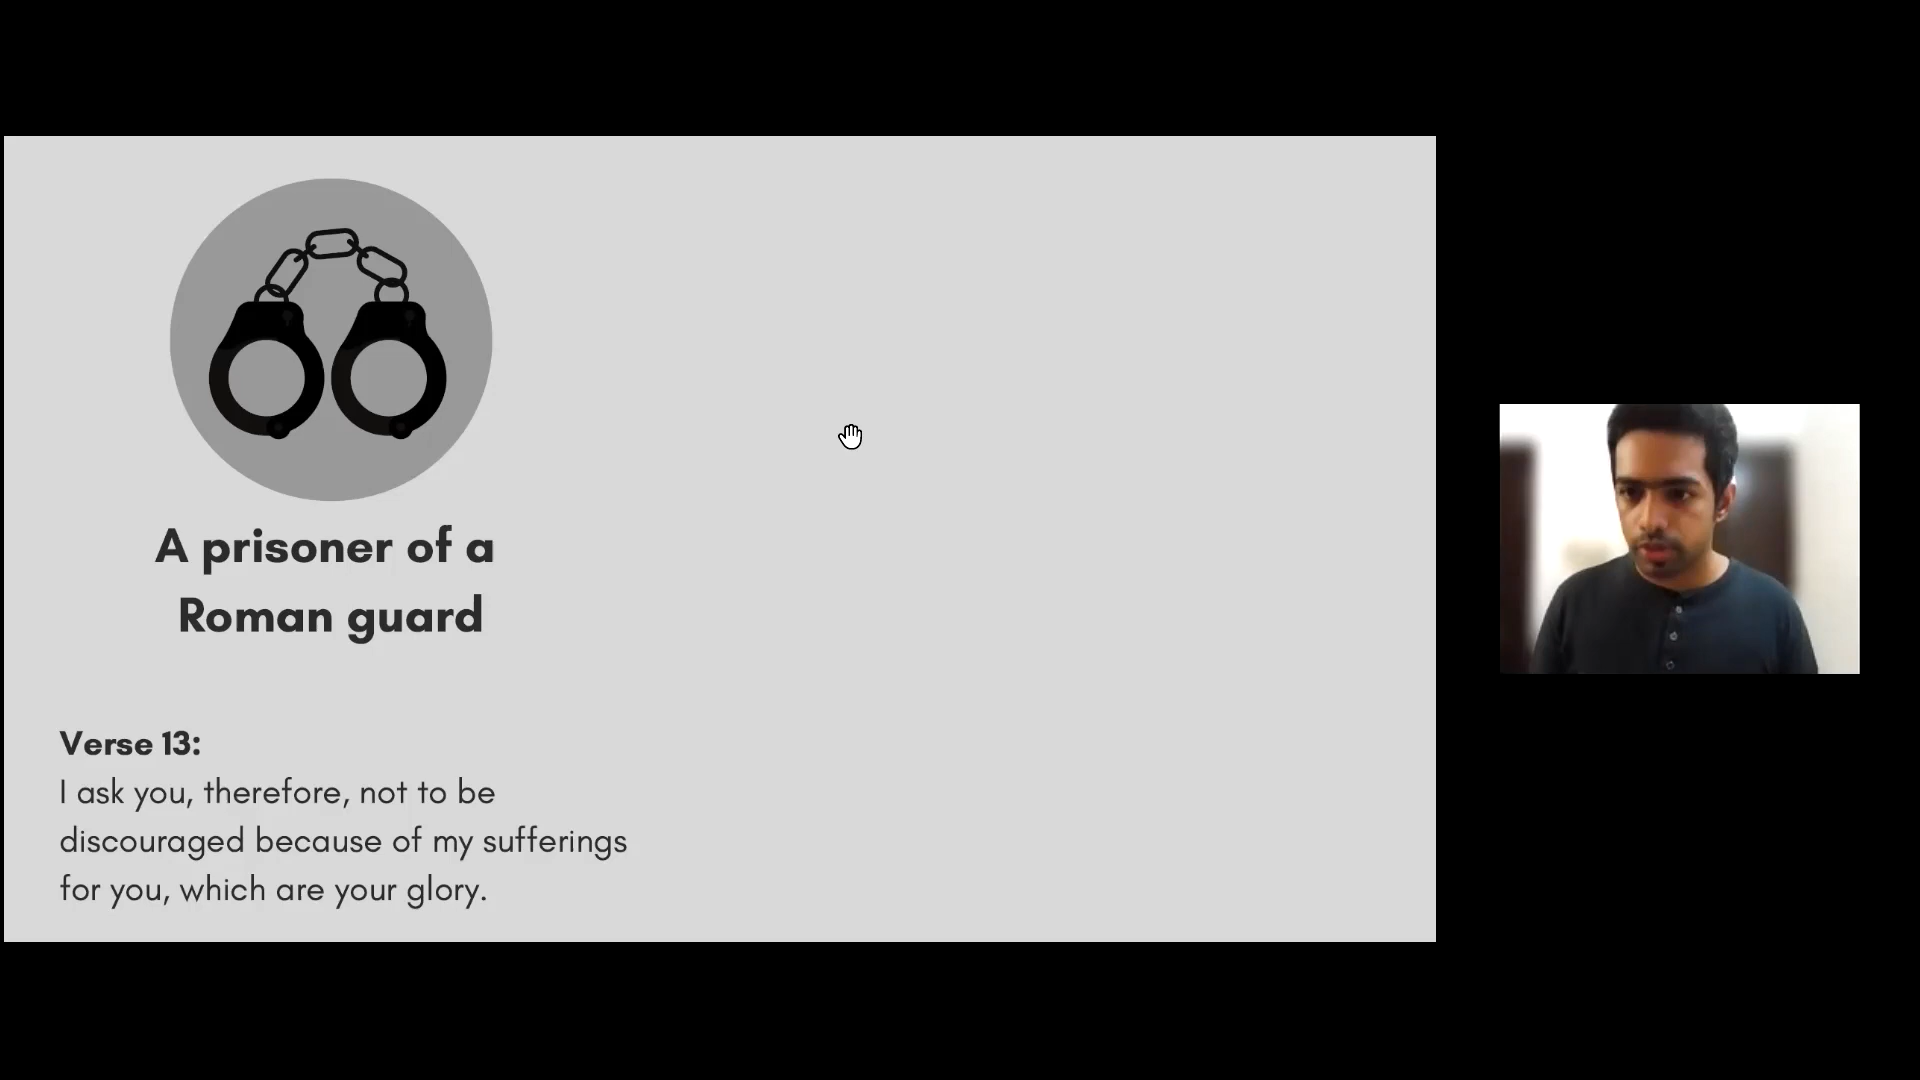 A prisoner of a
Roman guard
Verse 13:
I ask you, therefore, not to be
discouraged because of my sufferings
for you, which are your glory.